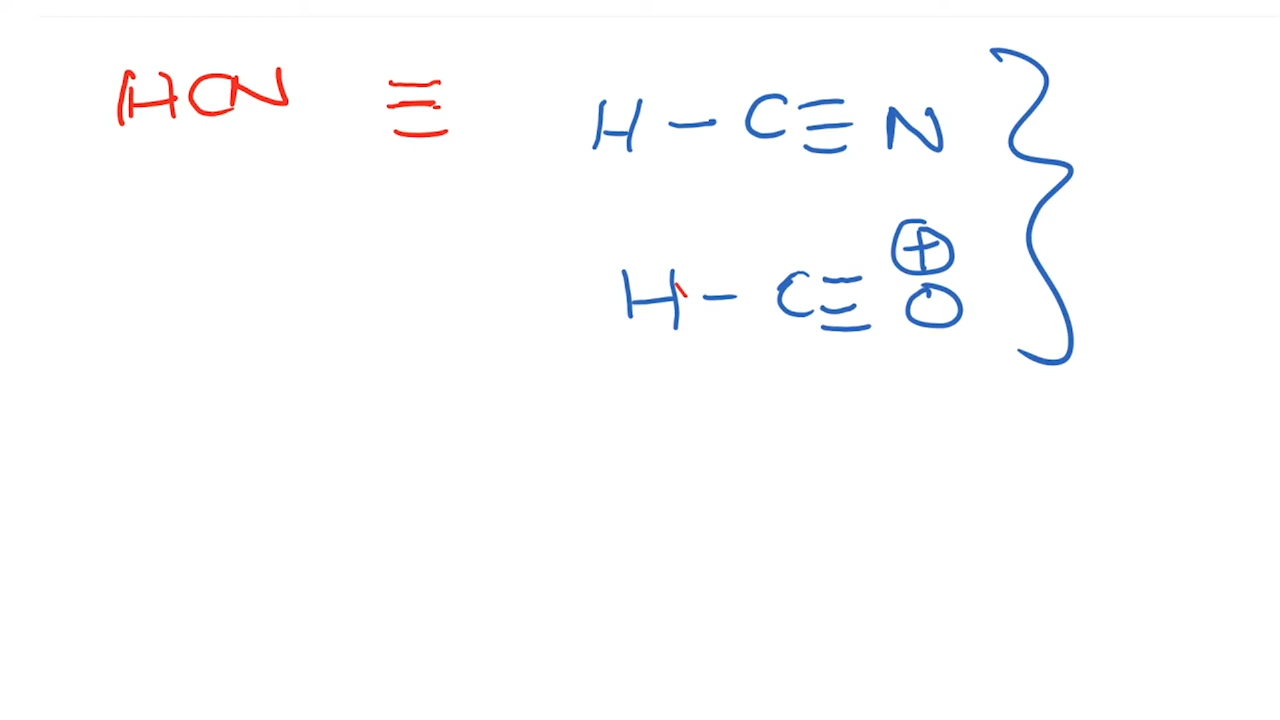 HCN ≡ H - C ≡ N
H - C ≡ O ⊕